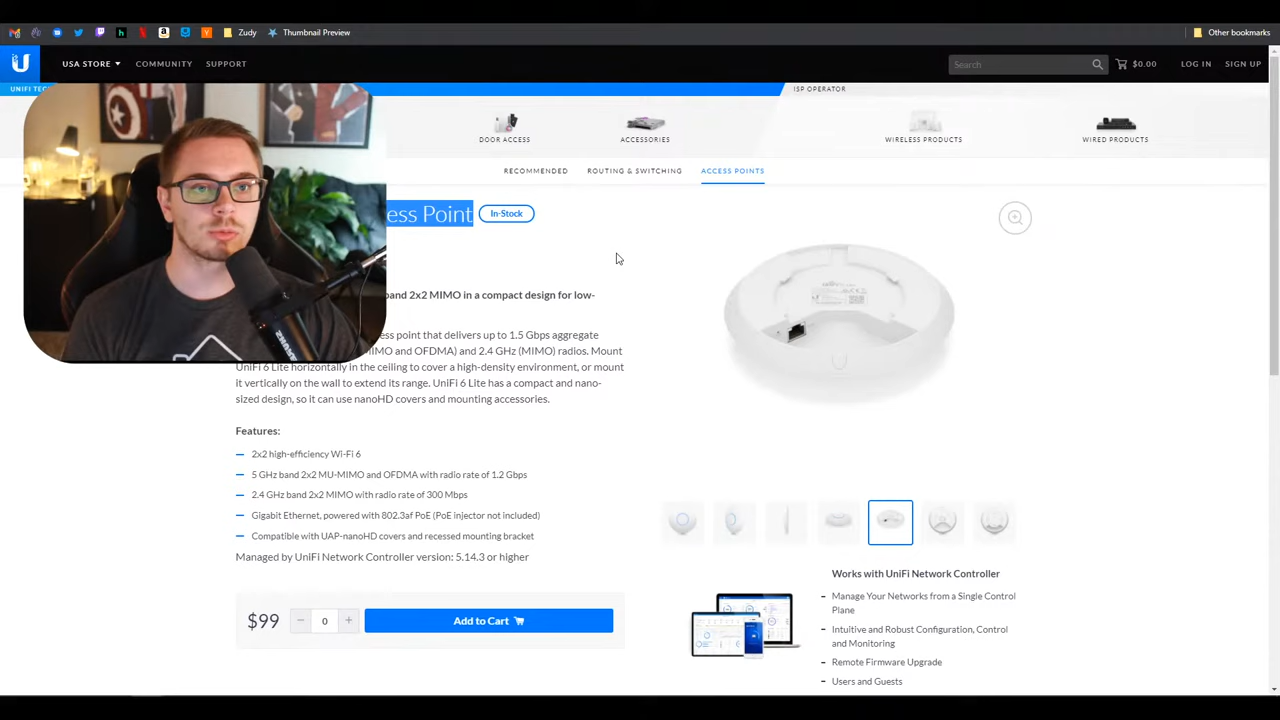 Zudy
Thumbnail Preview
Other bookmarks
USA STORE
COMMUNITY
SUPPORT
Search
$0.00
LOG IN
SIGN UP
UNIFI TEC
ISP OPERATOR
DOOR ACCESS
ACCESSORIES
WIRELESS PRODUCTS
WIRED PRODUCTS
RECOMMENDED
ROUTING & SWITCHING
ACCESS POINTS
ess Point
In-Stock
band 2x2 MIMO in a compact design for low-
ess point that delivers up to 1.5 Gbps aggregate
MIMO and OFDMA) and 2.4 GHz (MIMO) radios. Mount
UniFi 6 Lite horizontally in the ceiling to cover a high-density environment, or mount
it vertically on the wall to extend its range. UniFi 6 Lite has a compact and nano-
sized design, so it can use nanoHD covers and mounting accessories.
Features:
2x2 high-efficiency Wi-Fi 6
5 GHz band 2x2 MU-MIMO and OFDMA with radio rate of 1.2 Gbps
2.4 GHz band 2x2 MIMO with radio rate of 300 Mbps
Gigabit Ethernet, powered with 802.3af PoE (PoE injector not included)
Compatible with UAP-nanoHD covers and recessed mounting bracket
Managed by UniFi Network Controller version: 5.14.3 or higher
$99
0
Add to Cart
Works with UniFi Network Controller
Manage Your Networks from a Single Control
Plane
Intuitive and Robust Configuration, Control
and Monitoring
Remote Firmware Upgrade
Users and Guests